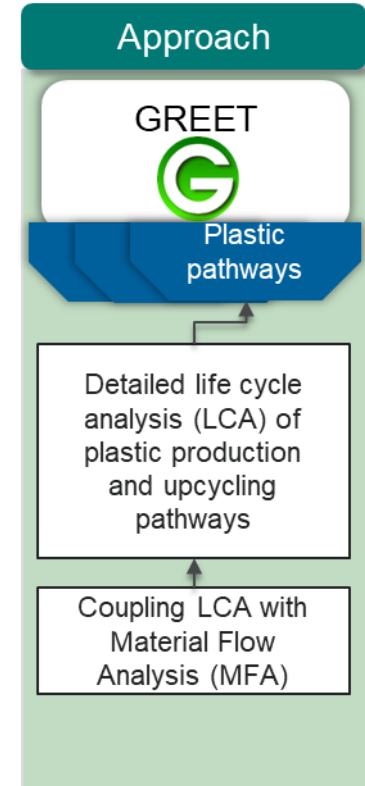 Approach
GREET
G
Plastic
pathways
Detailed life cycle
analysis (LCA) of
plastic production
and upcycling
pathways
Coupling LCA with
Material Flow
Analysis (MFA)